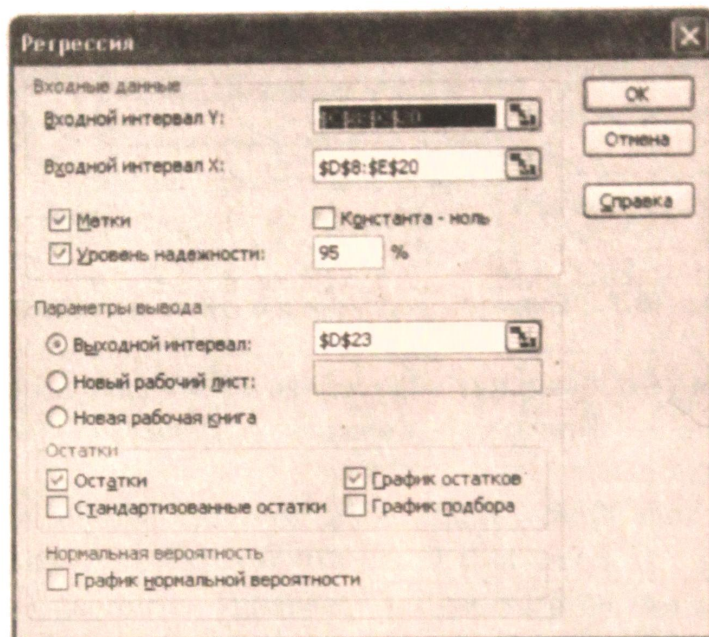 Регрессия
Входные данные
Входной интервал Y:
Входной интервал X: $D$8:$E$20
Метки
Константа - ноль
Уровень надежности: 95 %
OK
Отмена
Справка
Параметры вывода
Выходной интервал: $D$23
Новый рабочий лист:
Новая рабочая книга
Остатки
Остатки
График остатков
Стандартизованные остатки
График подбора
Нормальная вероятность
График нормальной вероятности